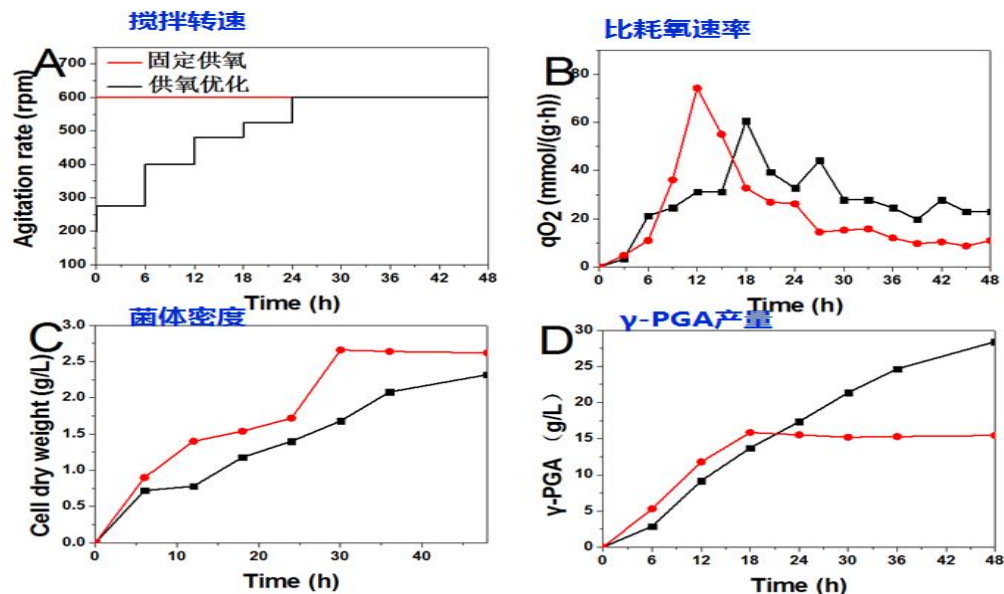 搅拌转速
A
固定供氧
供氧优化
Agitation rate (rpm)
700
600
500
400
300
200
100
0 6 12 18 24 30 36 42 48
Time (h)
比耗氧速率
B
qO2 (mmol/(g·h))
80
60
40
20
0
0 6 12 18 24 30 36 42 48
Time (h)
菌体密度
C
Cell dry weight (g/L)
3.0
2.5
2.0
1.5
1.0
0.5
0.0
0 10 20 30 40
Time (h)
γ-PGA产量
D
γ-PGA（g/L）
30
25
20
15
10
5
0
0 6 12 18 24 30 36 42 48
Time (h)